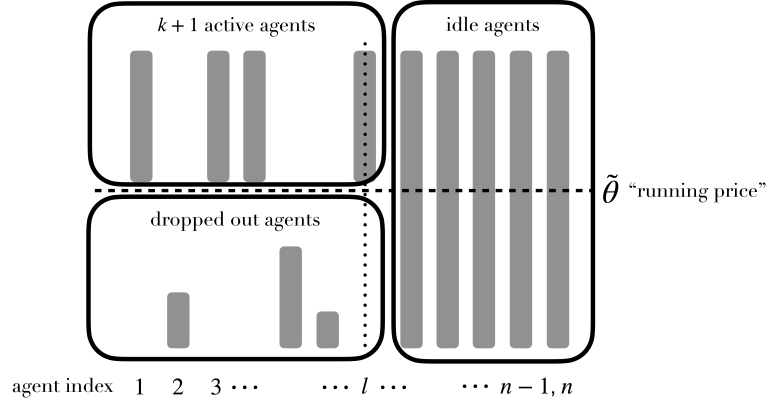 k + 1 active agents
idle agents
θ̃ “running price”
dropped out agents
agent index 1 2 3 ··· ··· l ··· ··· n − 1, n